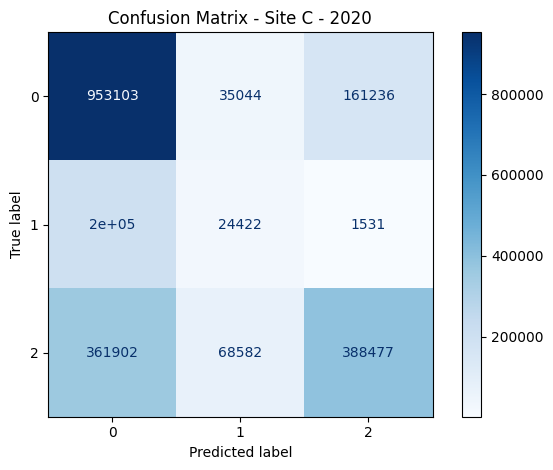 Confusion Matrix - Site C - 2020
0 953103 35044 161236
1 2e+05 24422 1531
2 361902 68582 388477
0 1 2
True label
Predicted label
800000
600000
400000
200000